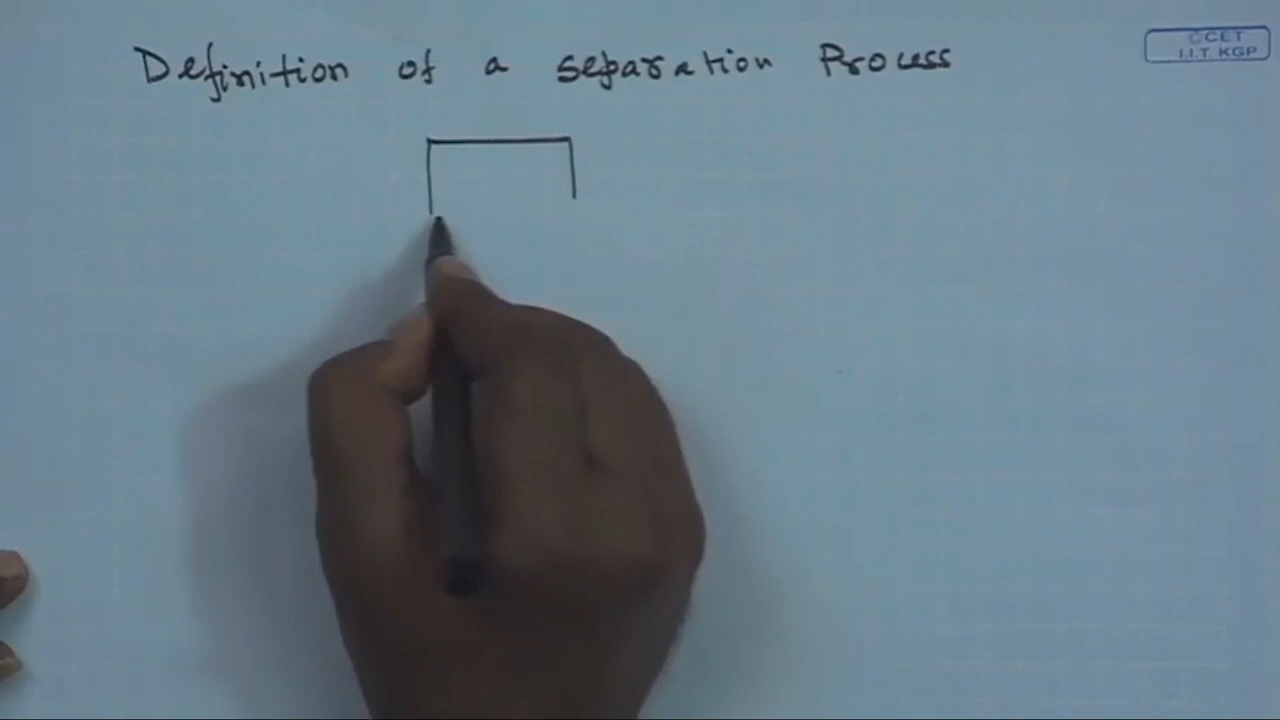 Definition of a separation Process
©CET
I.I.T. KGP